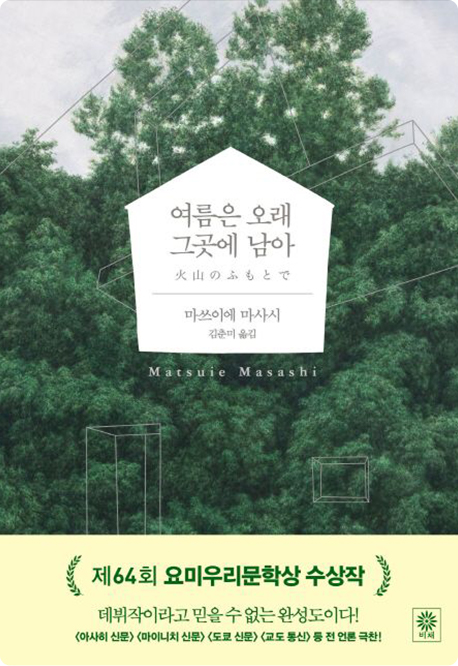 여름은 오래
그곳에 남아
火山のふもとで
마쓰이에 마사시
김춘미 옮김
Matsuie Masashi
제64회 요미우리문학상 수상작
데뷔작이라고 믿을 수 없는 완성도이다!
〈아사히 신문〉 〈마이니치 신문〉 〈도쿄 신문〉 〈교도 통신〉 등 전 언론 극찬!
비채